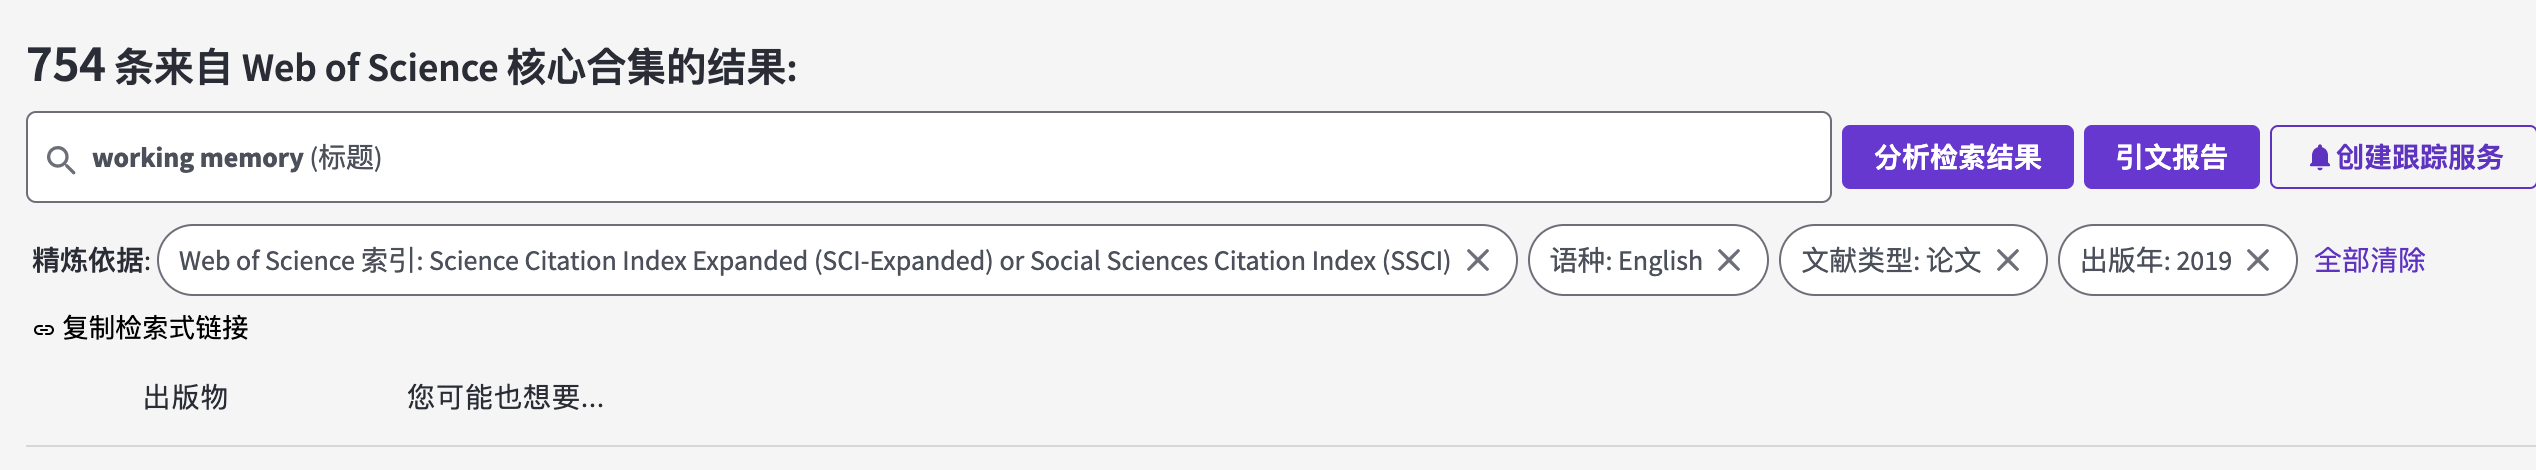 754 条来自 Web of Science 核心合集的结果:
working memory (标题)
分析检索结果
引文报告
创建跟踪服务
精炼依据: Web of Science 索引: Science Citation Index Expanded (SCI-Expanded) or Social Sciences Citation Index (SSCI) 语种: English 文献类型: 论文 出版年: 2019 全部清除
复制检索式链接
出版物 您可能也想要...